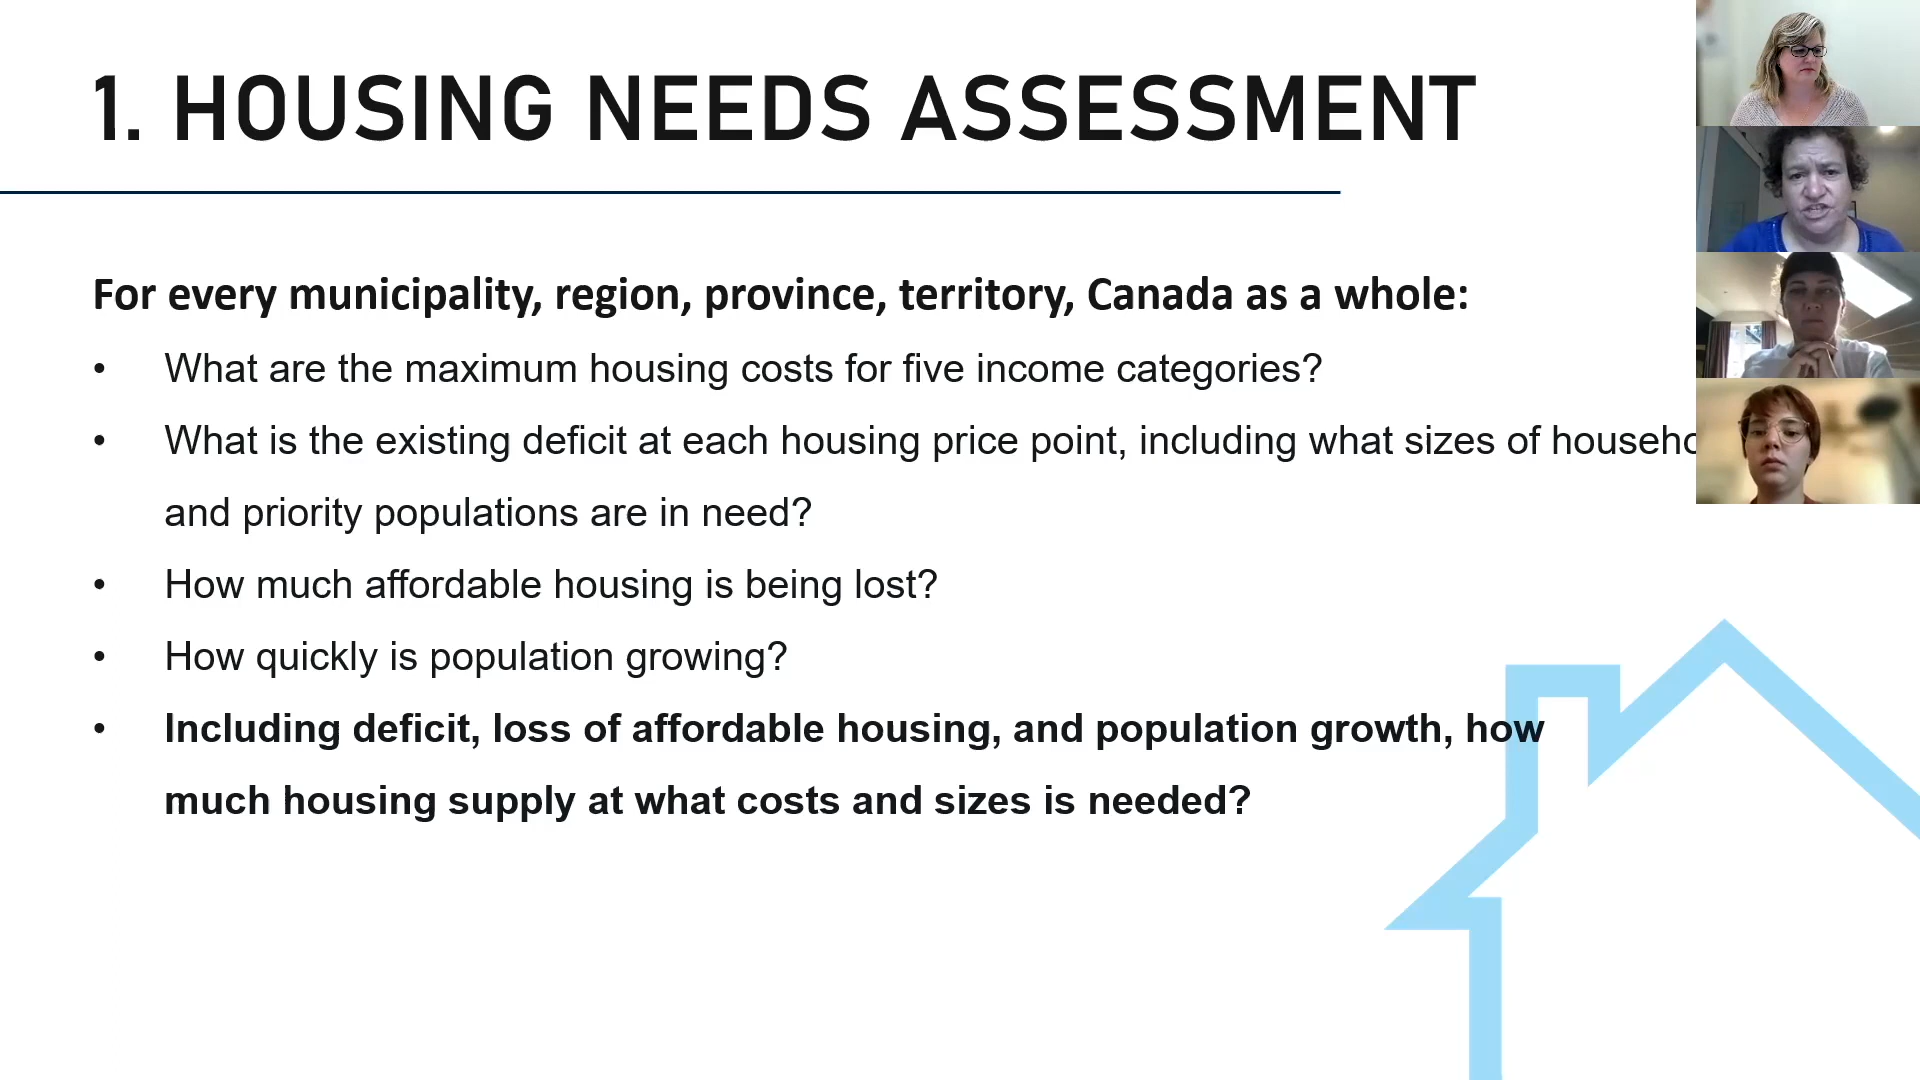 1. HOUSING NEEDS ASSESSMENT
For every municipality, region, province, territory, Canada as a whole:
• What are the maximum housing costs for five income categories?
• What is the existing deficit at each housing price point, including what sizes of
and priority populations are in need?
• How much affordable housing is being lost?
• How quickly is population growing?
• Including deficit, loss of affordable housing, and population growth, how
much housing supply at what costs and sizes is needed?